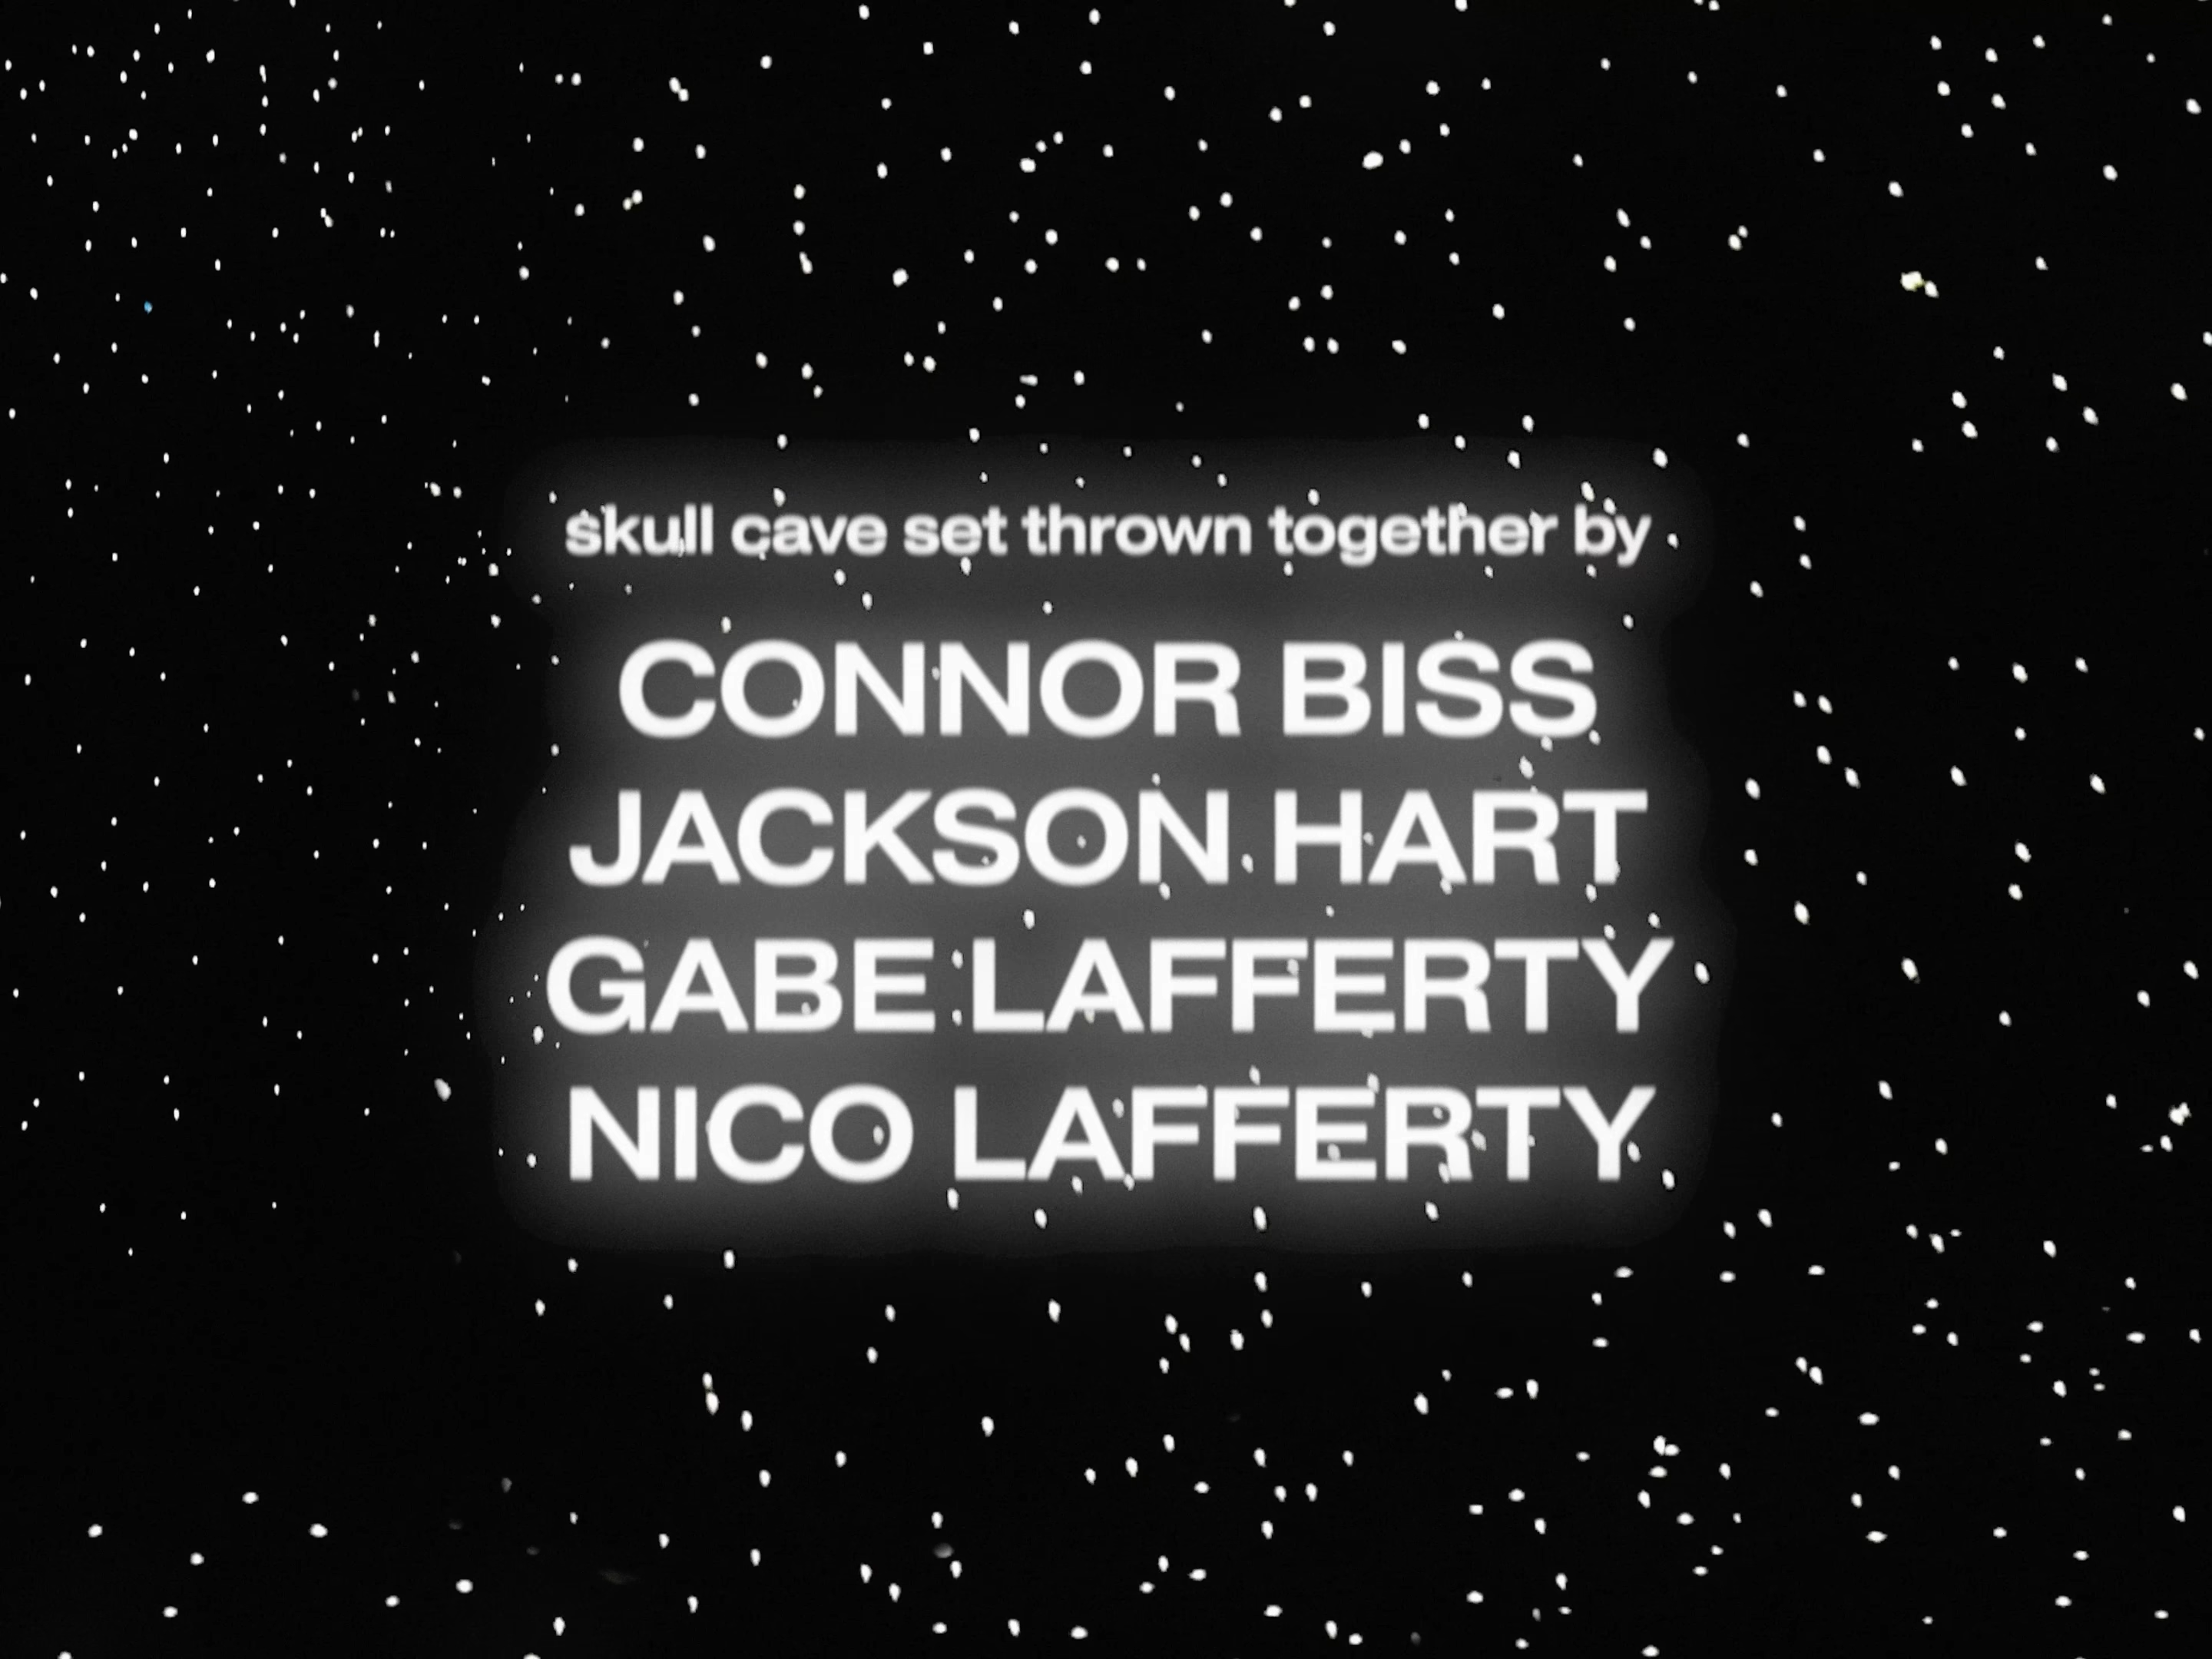 skull cave set thrown together by
CONNOR BISS
JACKSON HART
GABE LAFFERTY
NICO LAFFERTY